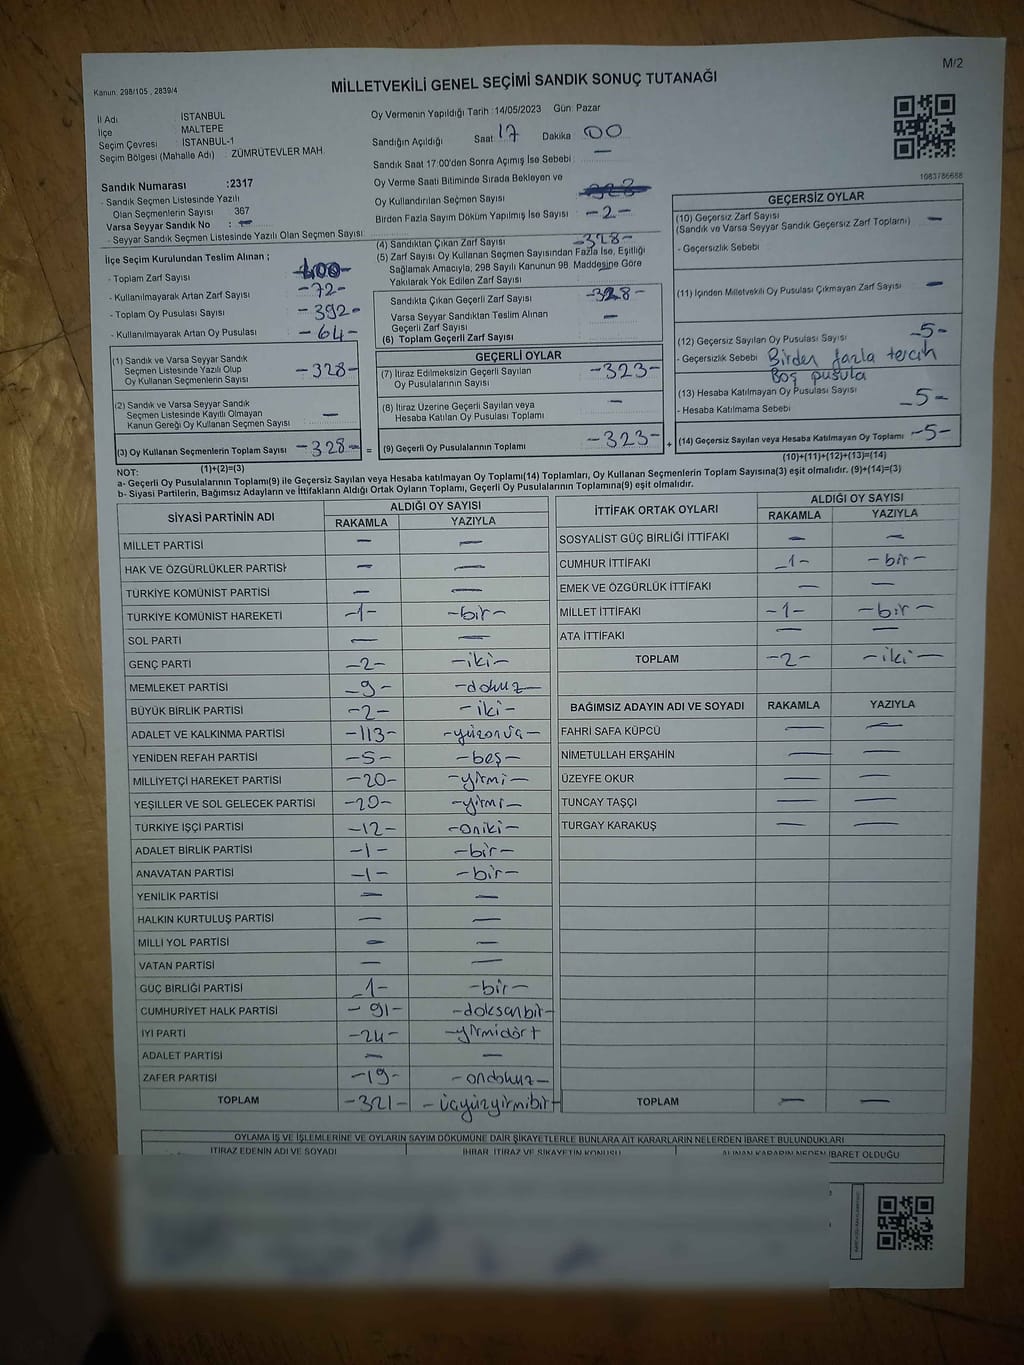 M/2
Kanun. 298/105 , 2839/4
MİLLETVEKİLİ GENEL SEÇİMİ SANDIK SONUÇ TUTANAĞI
İl Adı : İSTANBUL
İlçe : MALTEPE
Seçim Çevresi : İSTANBUL-1
Seçim Bölgesi (Mahalle Adı) : ZÜMRÜTEVLER MAH.
Sandık Numarası :2317
- Sandık Seçmen Listesinde Yazılı
Olan Seçmenlerin Sayısı : 367
Varsa Seyyar Sandık No : -
- Seyyar Sandık Seçmen Listesinde Yazılı Olan Seçmen Sayısı:
Oy Vermenin Yapıldığı Tarih :14/05/2023 Gün: Pazar
Sandığın Açıldığı Saat 17 Dakika 00
Sandık Saat 17:00'den Sonra Açımış İse Sebebi : -
Oy Verme Saati Bitiminde Sırada Bekleyen ve
Oy Kullandırılan Seçmen Sayısı :
Birden Fazla Sayım Döküm Yapılmış İse Sayısı : -2-
(4) Sandıktan Çıkan Zarf Sayısı : -328-
(5) Zarf Sayısı Oy Kullanan Seçmen Sayısından Fazla İse, Eşitliği
Sağlamak Amacıyla, 298 Sayılı Kanunun 98. Maddesine Göre
Yakılarak Yok Edilen Zarf Sayısı :
1083786688
İlçe Seçim Kurulundan Teslim Alınan ;
- Toplam Zarf Sayısı : -400-
- Kullanılmayarak Artan Zarf Sayısı : -72-
- Toplam Oy Pusulası Sayısı : -392-
- Kullanılmayarak Artan Oy Pusulası : -64-
Sandıkta Çıkan Geçerli Zarf Sayısı : -328-
Varsa Seyyar Sandıktan Teslim Alınan
Geçerli Zarf Sayısı : -
(6) Toplam Geçerli Zarf Sayısı :
GEÇERSİZ OYLAR
(10) Geçersiz Zarf Sayısı : -
(Sandık ve Varsa Seyyar Sandık Geçersiz Zarf Toplamı)
- Geçersizlik Sebebi :
(11) İçinden Milletvekili Oy Pusulası Çıkmayan Zarf Sayısı : -
(12) Geçersiz Sayılan Oy Pusulası Sayısı : -5-
- Geçersizlik Sebebi : Birden fazla tercih
Boş pusula
(13) Hesaba Katılmayan Oy Pusulası Sayısı : -5-
- Hesaba Katılmama Sebebi :
(14) Geçersiz Sayılan veya Hesaba Katılmayan Oy Toplamı : -5-
(10)+(11)+(12)+(13)=(14)
(1) Sandık ve Varsa Seyyar Sandık
Seçmen Listesinde Yazılı Olup
Oy Kullanan Seçmenlerin Sayısı : -328-
(2) Sandık ve Varsa Seyyar Sandık
Seçmen Listesinde Kayıtlı Olmayan
Kanun Gereği Oy Kullanan Seçmen Sayısı : -
(3) Oy Kullanan Seçmenlerin Toplam Sayısı : -328- =
(1)+(2)=(3)
GEÇERLİ OYLAR
(7) İtiraz Edilmeksizin Geçerli Sayılan
Oy Pusulalarının Sayısı : -323-
(8) İtiraz Üzerine Geçerli Sayılan veya
Hesaba Katılan Oy Pusulası Toplamı : -
(9) Geçerli Oy Pusulalarının Toplamı : -323- +
NOT:
a- Geçerli Oy Pusulalarının Toplamı(9) ile Geçersiz Sayılan veya Hesaba katılmayan Oy Toplamı(14) Toplamları, Oy Kullanan Seçmenlerin Toplam Sayısına(3) eşit olmalıdır. (9)+(14)=(3)
b- Siyasi Partilerin, Bağımsız Adayların ve İttifakların Aldığı Ortak Oyların Toplamı, Geçerli Oy Pusulalarının Toplamına(9) eşit olmalıdır.
SİYASİ PARTİNİN ADI ALDIĞI OY SAYISI
RAKAMLA YAZIYLA
MİLLET PARTİSİ - -
HAK VE ÖZGÜRLÜKLER PARTİSİ - -
TÜRKİYE KOMÜNİST PARTİSİ - -
TÜRKİYE KOMÜNİST HAREKETİ -1- -bir-
SOL PARTİ - -
GENÇ PARTİ -2- -iki-
MEMLEKET PARTİSİ -9- -dokuz-
BÜYÜK BİRLİK PARTİSİ -2- -iki-
ADALET VE KALKINMA PARTİSİ -113- -yüzonüç-
YENİDEN REFAH PARTİSİ -5- -beş-
MİLLİYETÇİ HAREKET PARTİSİ -20- -yirmi-
YEŞİLLER VE SOL GELECEK PARTİSİ -20- -yirmi-
TÜRKİYE İŞÇİ PARTİSİ -12- -oniki-
ADALET BİRLİK PARTİSİ -1- -bir-
ANAVATAN PARTİSİ -1- -bir-
YENİLİK PARTİSİ - -
HALKIN KURTULUŞ PARTİSİ - -
MİLLİ YOL PARTİSİ - -
VATAN PARTİSİ - -
GÜÇ BİRLİĞİ PARTİSİ -1- -bir-
CUMHURİYET HALK PARTİSİ -91- -doksanbir-
İYİ PARTİ -24- -yirmidört
ADALET PARTİSİ - -
ZAFER PARTİSİ -19- -ondokuz-
TOPLAM -321- -üçyüzyirmibir-
İTTİFAK ORTAK OYLARI ALDIĞI OY SAYISI
RAKAMLA YAZIYLA
SOSYALİST GÜÇ BİRLİĞİ İTTİFAKI - -
CUMHUR İTTİFAKI -1- -bir-
EMEK VE ÖZGÜRLÜK İTTİFAKI - -
MİLLET İTTİFAKI -1- -bir-
ATA İTTİFAKI - -
TOPLAM -2- -iki-
BAĞIMSIZ ADAYIN ADI VE SOYADI RAKAMLA YAZIYLA
FAHRİ SAFA KÜPCÜ - -
NİMETULLAH ERŞAHİN - -
ÜZEYFE OKUR - -
TUNCAY TAŞÇI - -
TURGAY KARAKUŞ - -
TOPLAM - -
OYLAMA İŞ VE İŞLEMLERİNE VE OYLARIN SAYIM DÖKÜMÜNE DAİR ŞİKAYETLERLE BUNLARA AİT KARARLARIN NELERDEN İBARET BULUNDUKLARI
İTİRAZ EDENİN ADI VE SOYADI İHBAR, İTİRAZ VE ŞİKAYETİN KONUSU ALINAN KARARIN NEDEN İBARET OLDUĞU